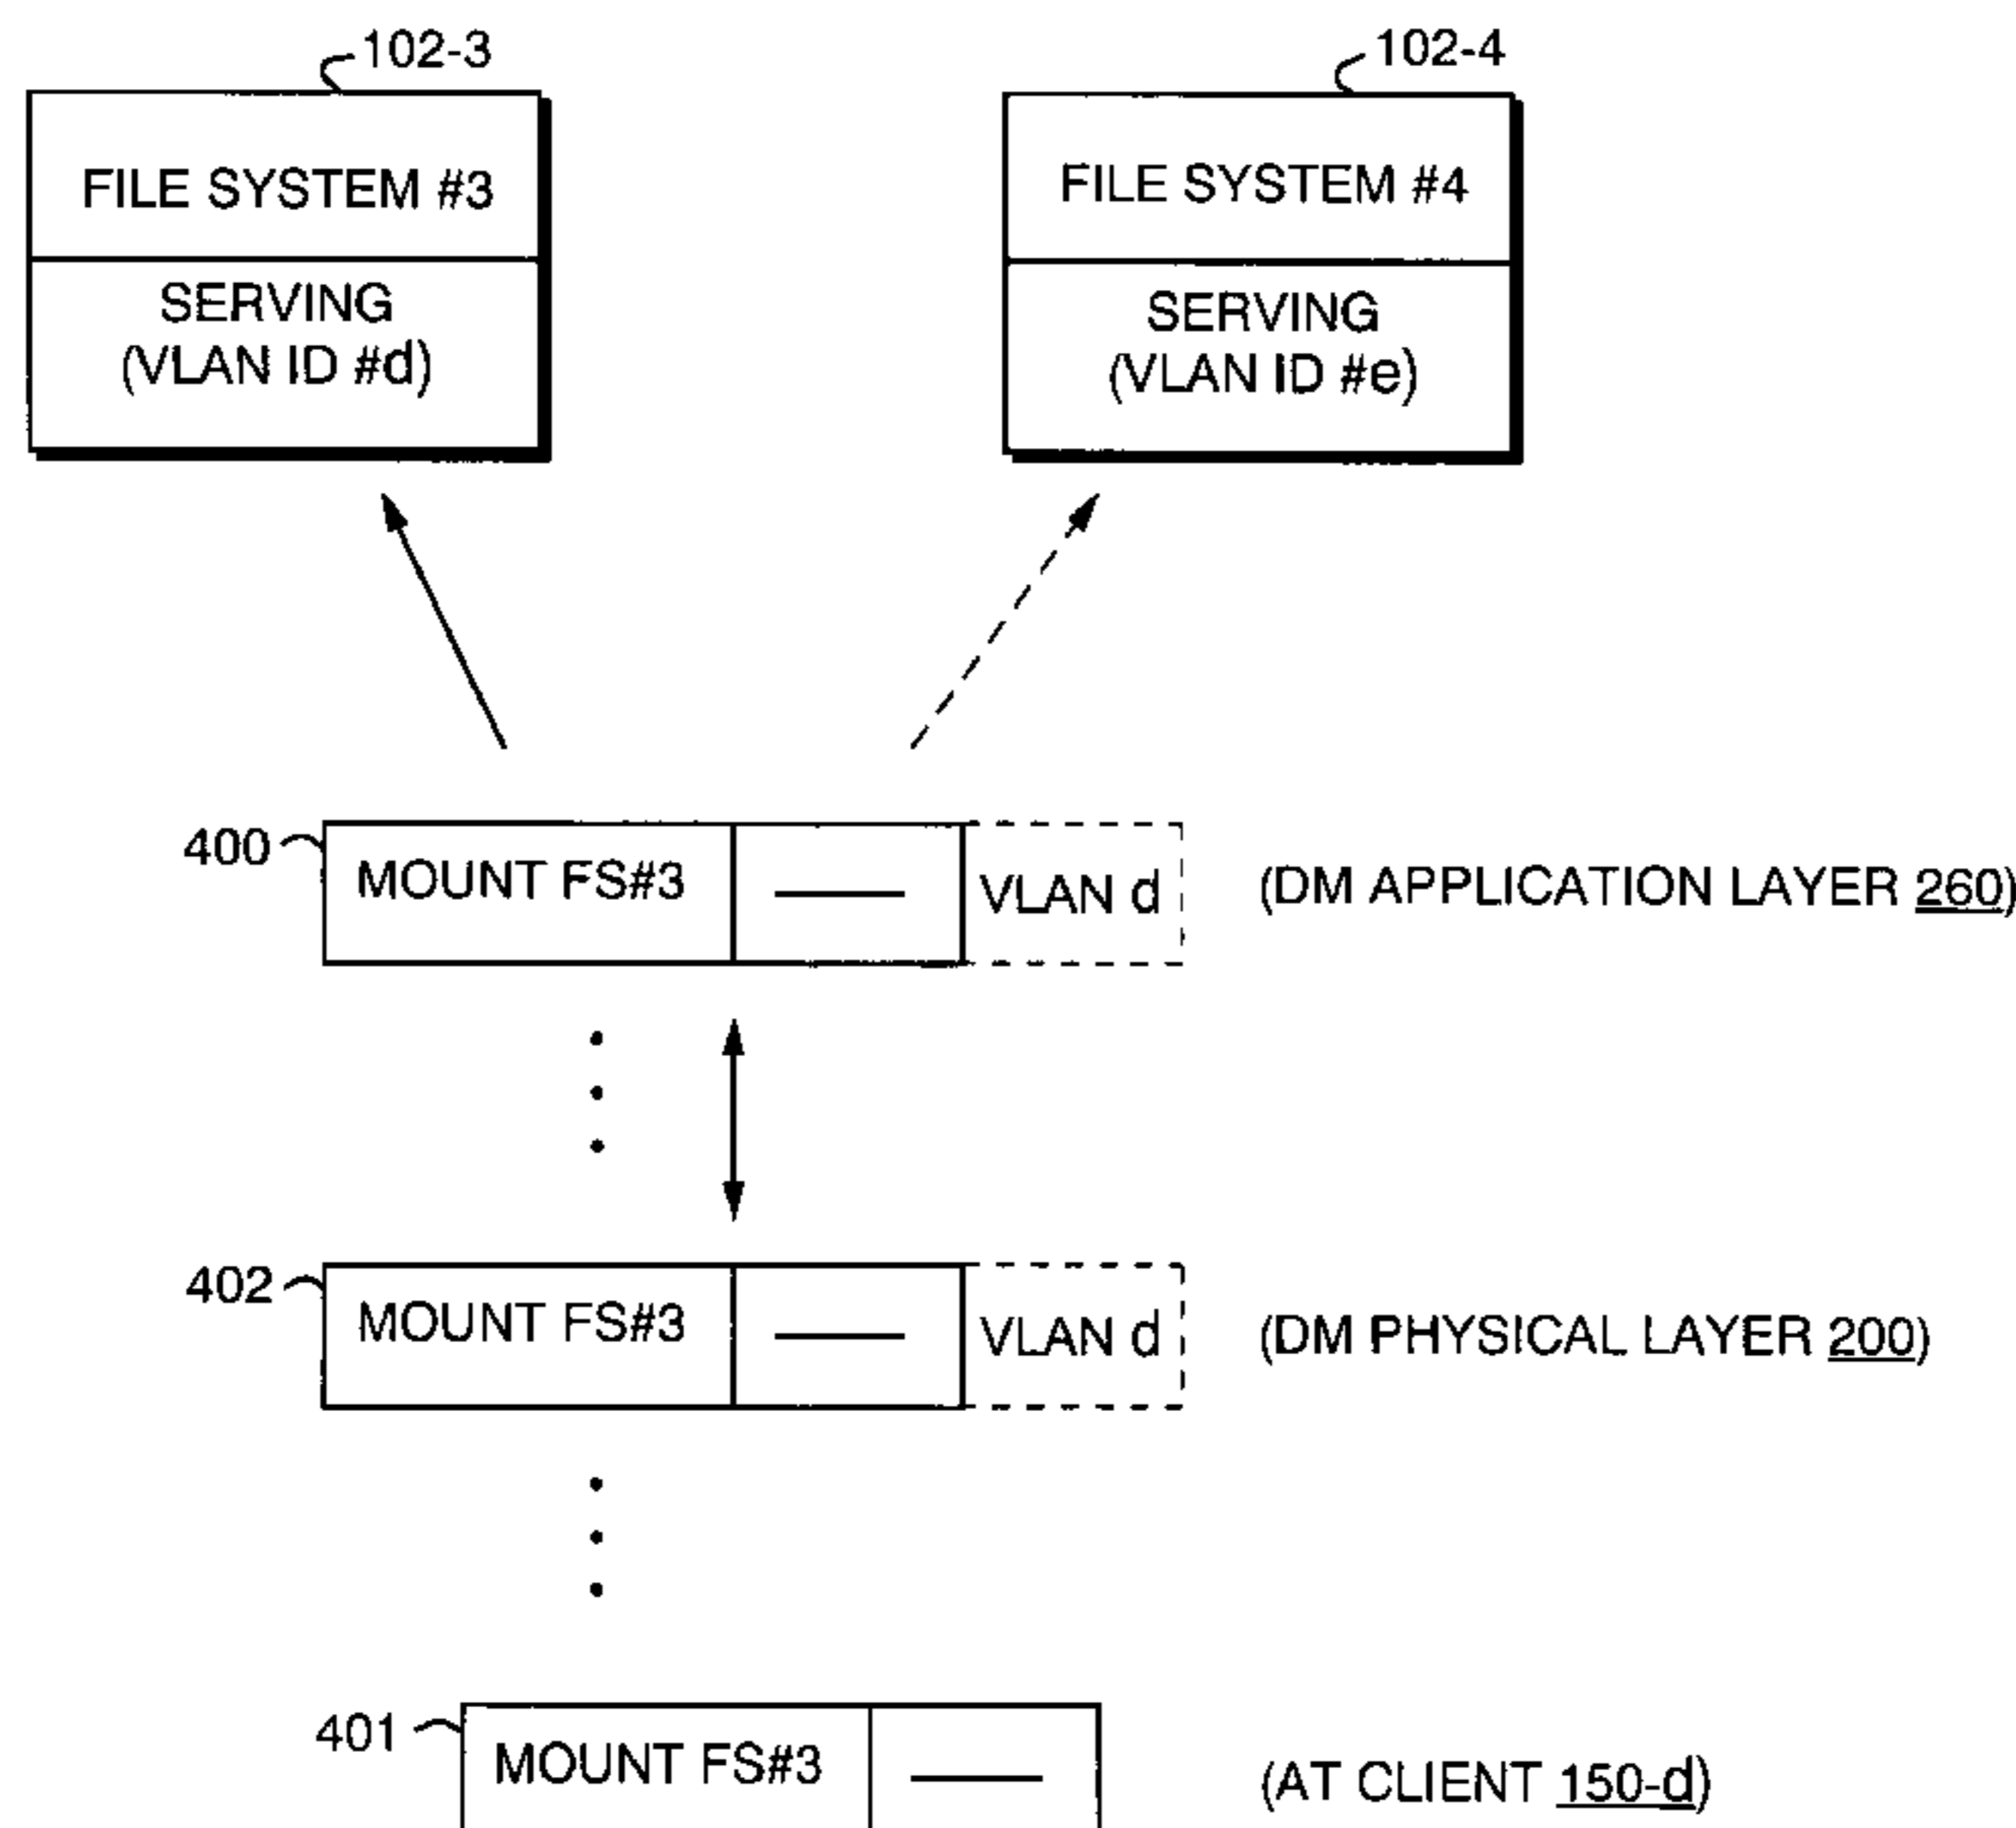 102-3
102-4
FILE SYSTEM #3
SERVING
(VLAN ID #d)
FILE SYSTEM #4
SERVING
(VLAN ID #e)
400
MOUNT FS#3
VLAN d
(DM APPLICATION LAYER 260)
402
MOUNT FS#3
VLAN d
(DM PHYSICAL LAYER 200)
401
MOUNT FS#3
(AT CLIENT 150-d)